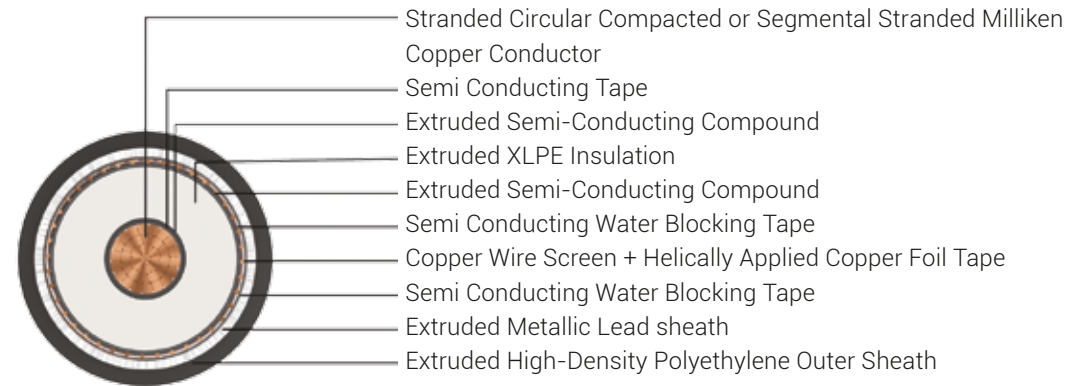 Stranded Circular Compacted or Segmental Stranded Milliken
Copper Conductor
Semi Conducting Tape
Extruded Semi-Conducting Compound
Extruded XLPE Insulation
Extruded Semi-Conducting Compound
Semi Conducting Water Blocking Tape
Copper Wire Screen + Helically Applied Copper Foil Tape
Semi Conducting Water Blocking Tape
Extruded Metallic Lead sheath
Extruded High-Density Polyethylene Outer Sheath